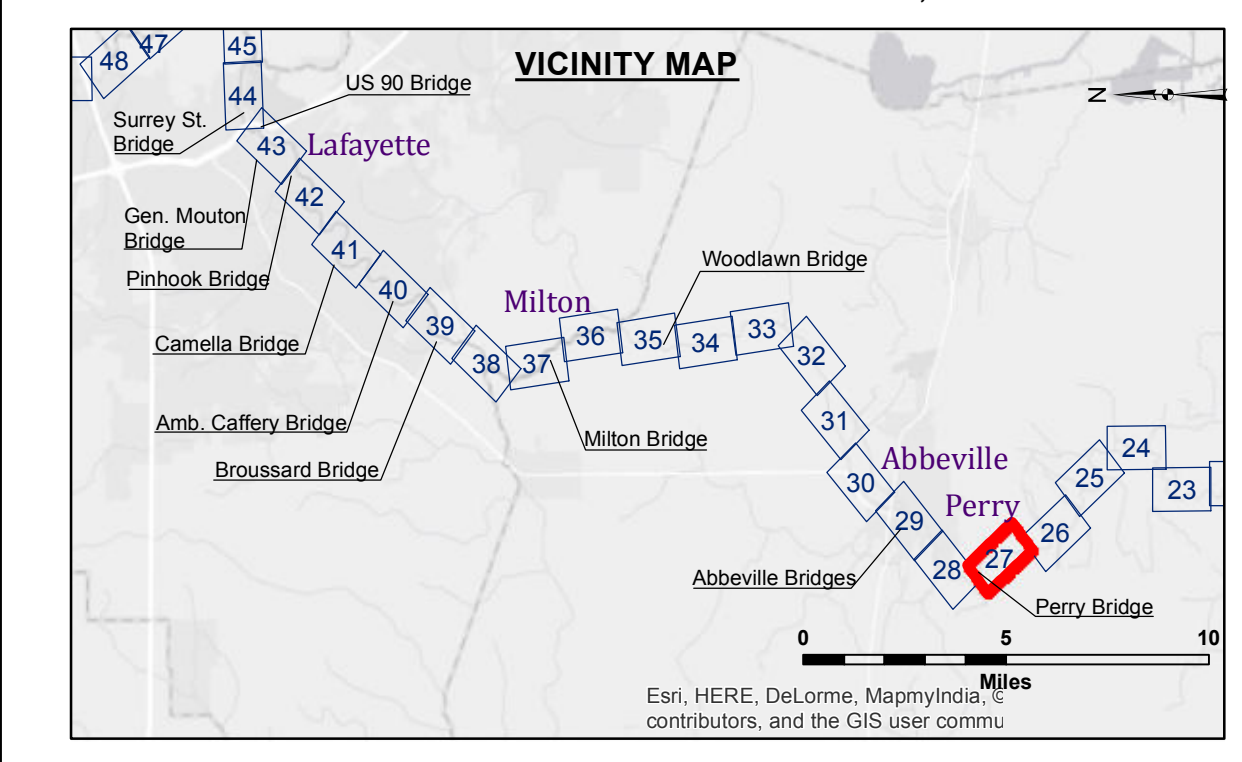 VICINITY MAP
48
47
45
44
US 90 Bridge
N
Surrey St.
Bridge
43
Lafayette
42
Gen. Mouton
Bridge
41
Woodlawn Bridge
Pinhook Bridge
40
39
Milton
36
35
34
33
32
Camella Bridge
38
37
31
Amb. Caffery Bridge
Milton Bridge
Broussard Bridge
Abbeville
24
30
25
23
Perry
29
26
28
27
Abbeville Bridges
Perry Bridge
0 5 10
Miles
Esri, HERE, DeLorme, MapmyIndia, ©
contributors, and the GIS user commu